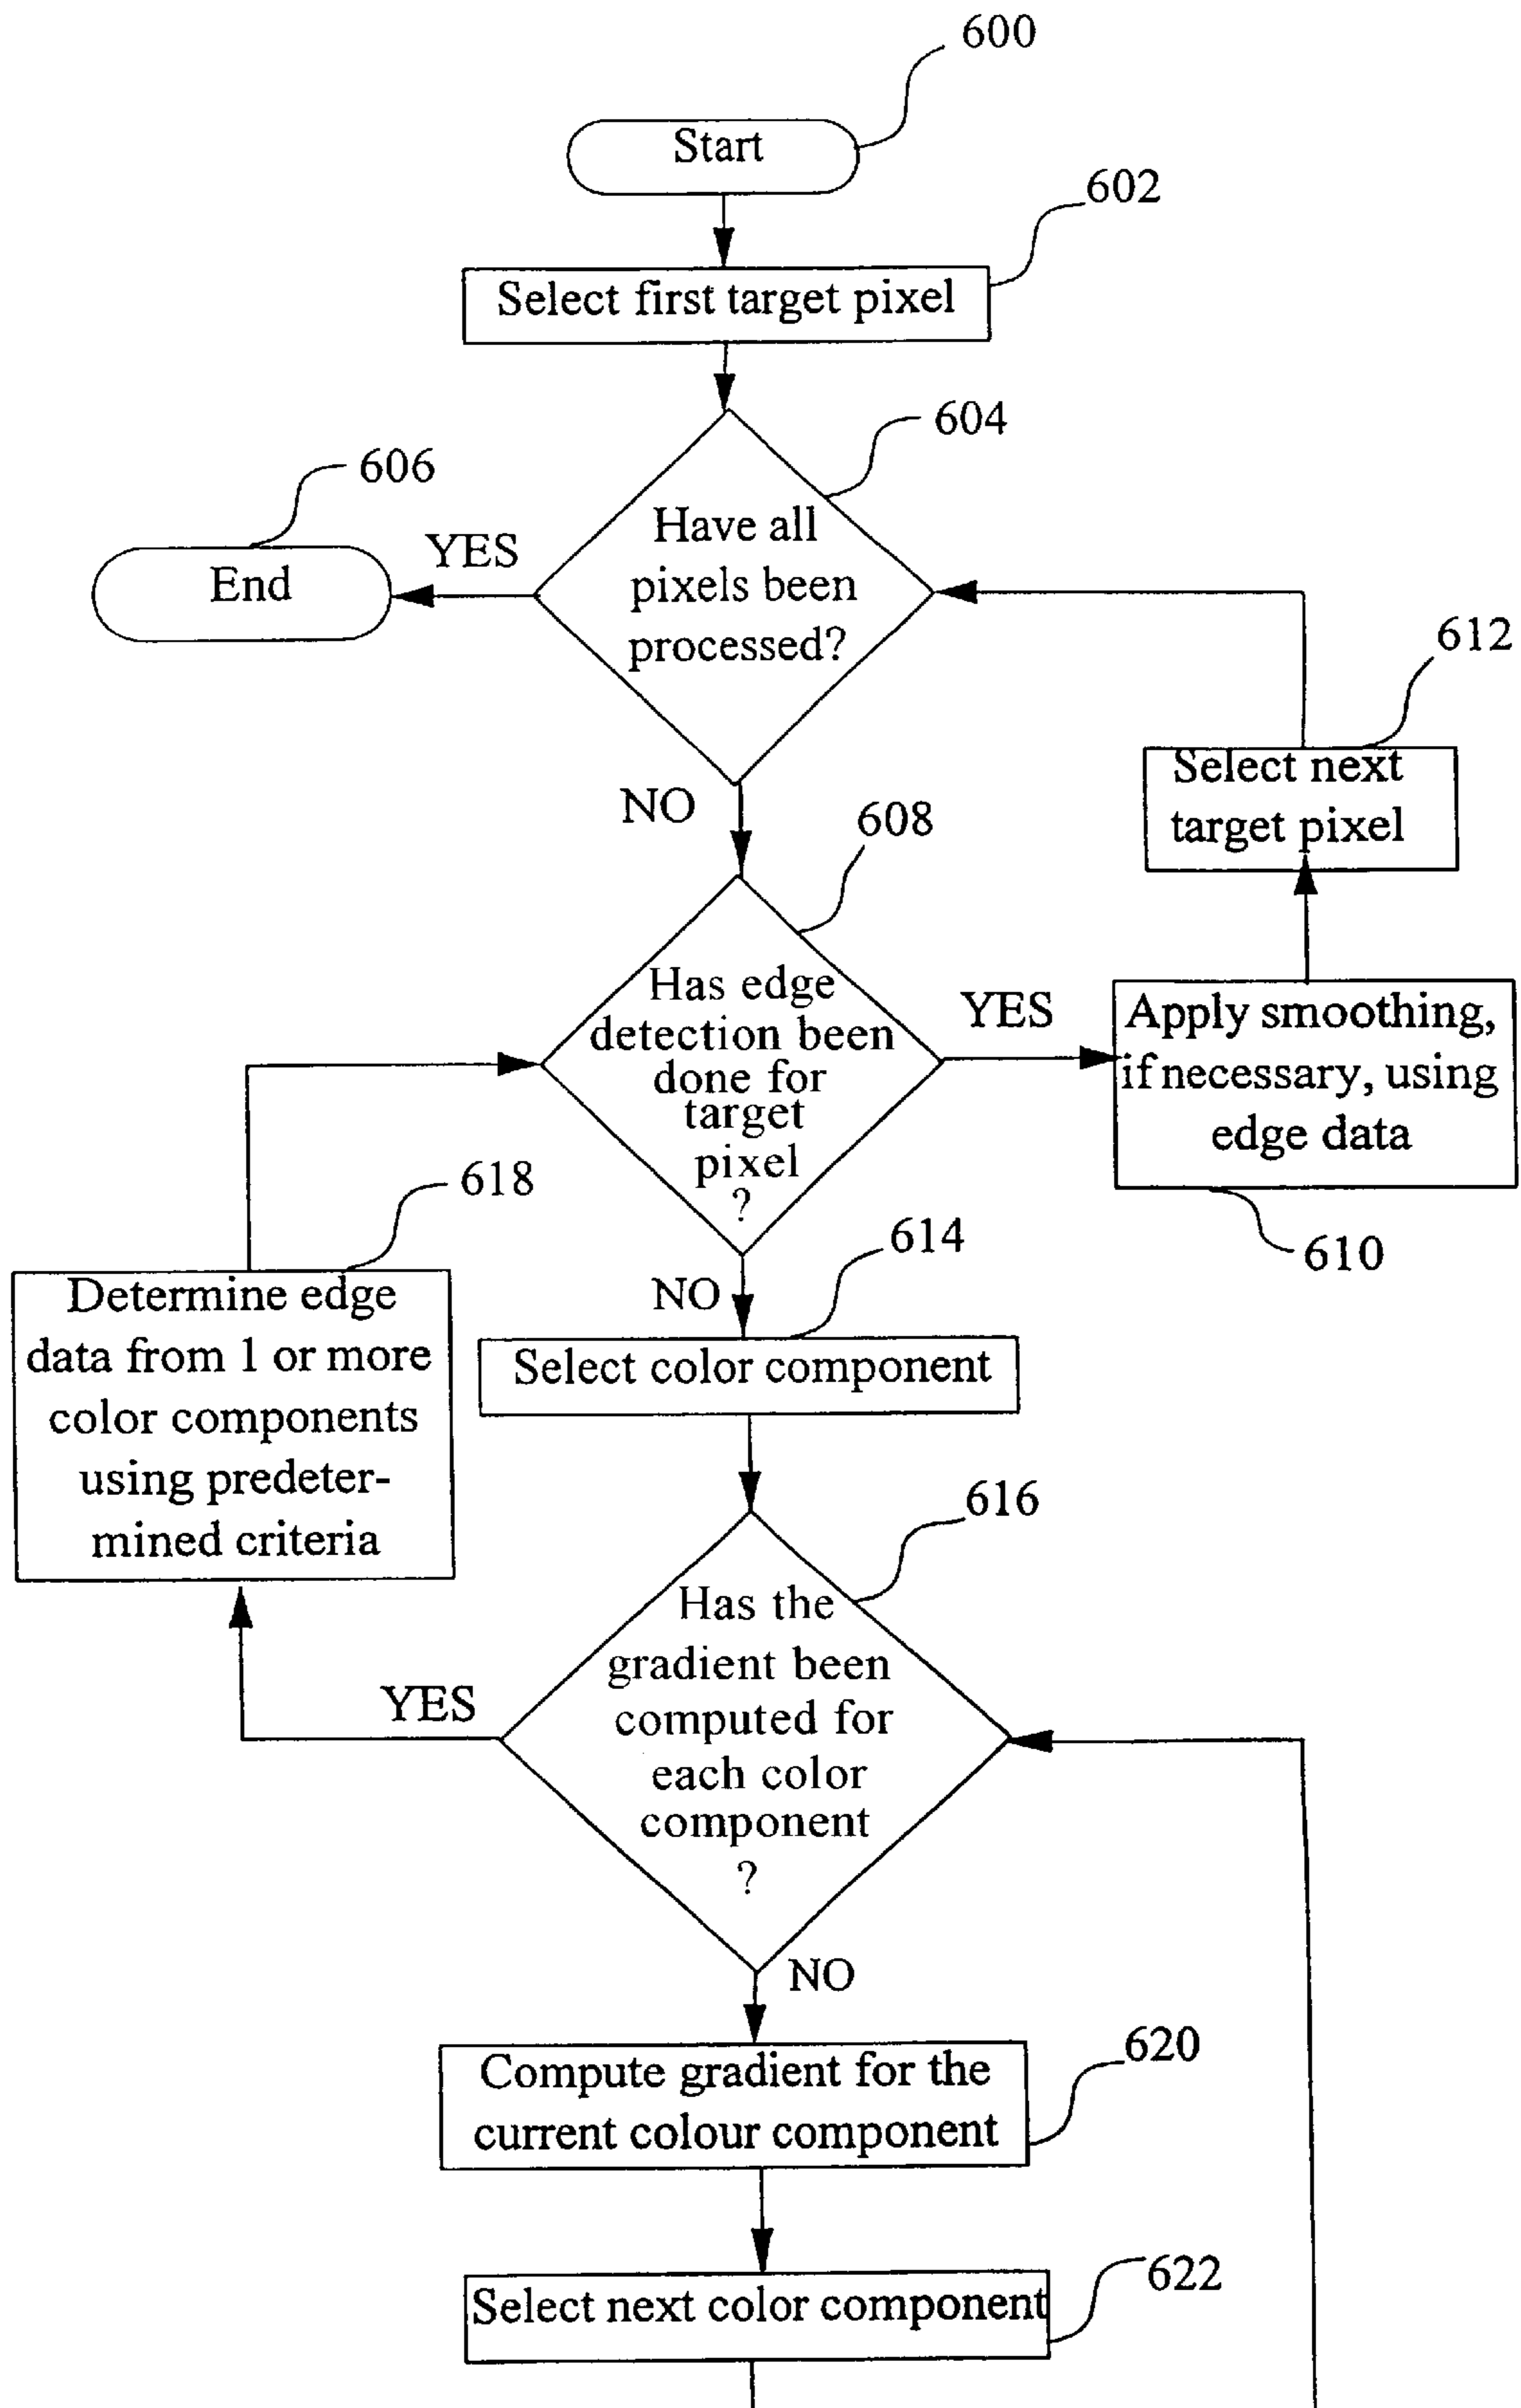 600
Start
602
Select first target pixel
604
606
Have all
pixels been
processed?
YES
End
612
Select next
target pixel
NO
608
Has edge
detection been
done for
target
pixel
?
YES
Apply smoothing,
if necessary, using
edge data
610
618
Determine edge
data from 1 or more
color components
using predeter-
mined criteria
NO
614
Select color component
616
Has the
gradient been
computed for
each color
component
?
YES
NO
620
Compute gradient for the
current colour component
622
Select next color component